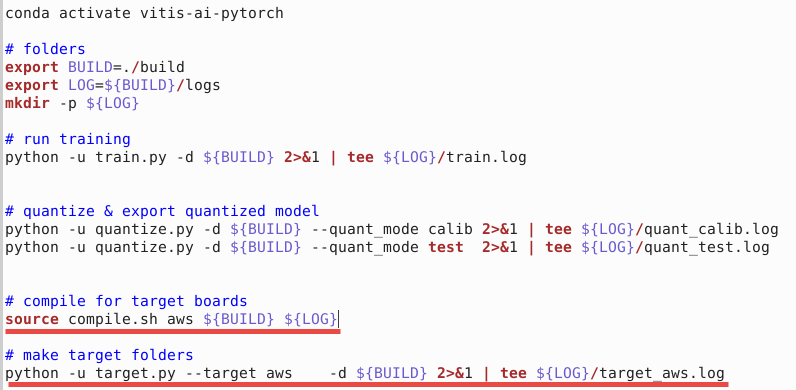 conda activate vitis-ai-pytorch
# folders
export BUILD=./build
export LOG=${BUILD}/logs
mkdir -p ${LOG}
# run training
python -u train.py -d ${BUILD} 2>&1 | tee ${LOG}/train.log
# quantize & export quantized model
python -u quantize.py -d ${BUILD} --quant_mode calib 2>&1 | tee ${LOG}/quant_calib.log
python -u quantize.py -d ${BUILD} --quant_mode test  2>&1 | tee ${LOG}/quant_test.log
# compile for target boards
source compile.sh aws ${BUILD} ${LOG}
# make target folders
python -u target.py --target aws    -d ${BUILD} 2>&1 | tee ${LOG}/target_aws.log